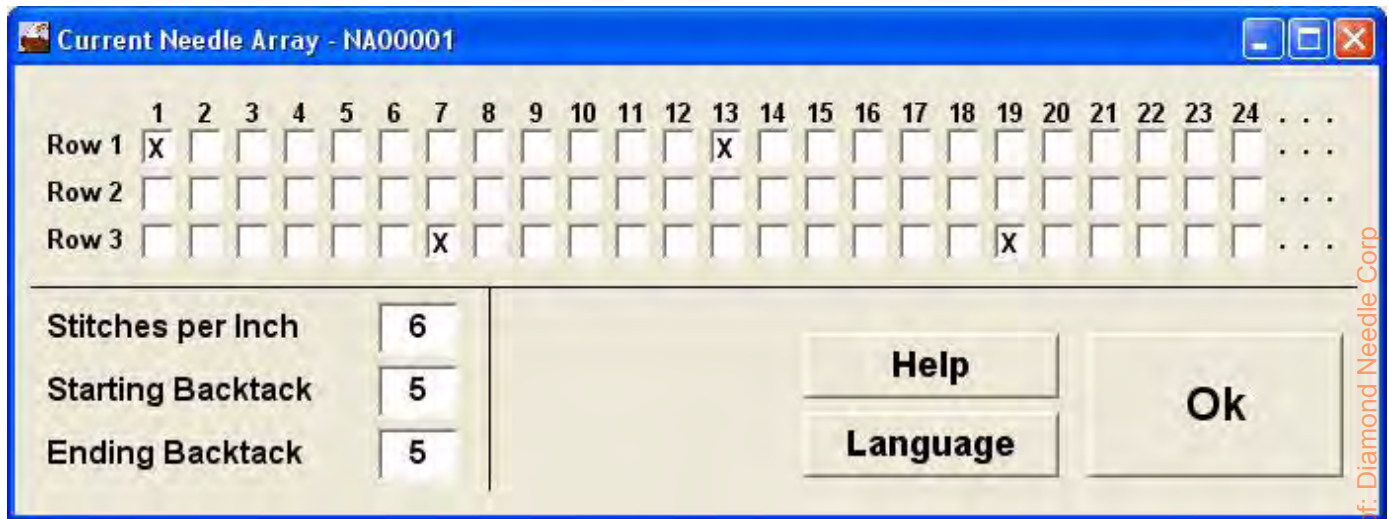 Current Needle Array - NA00001
1 2 3 4 5 6 7 8 9 10 11 12 13 14 15 16 17 18 19 20 21 22 23 24 . . .
Row 1 X X . . .
Row 2 . . .
Row 3 X X . . .
Stitches per Inch 6
Starting Backtack 5
Ending Backtack 5
Help
Language
Ok
of: Diamond Needle Corp